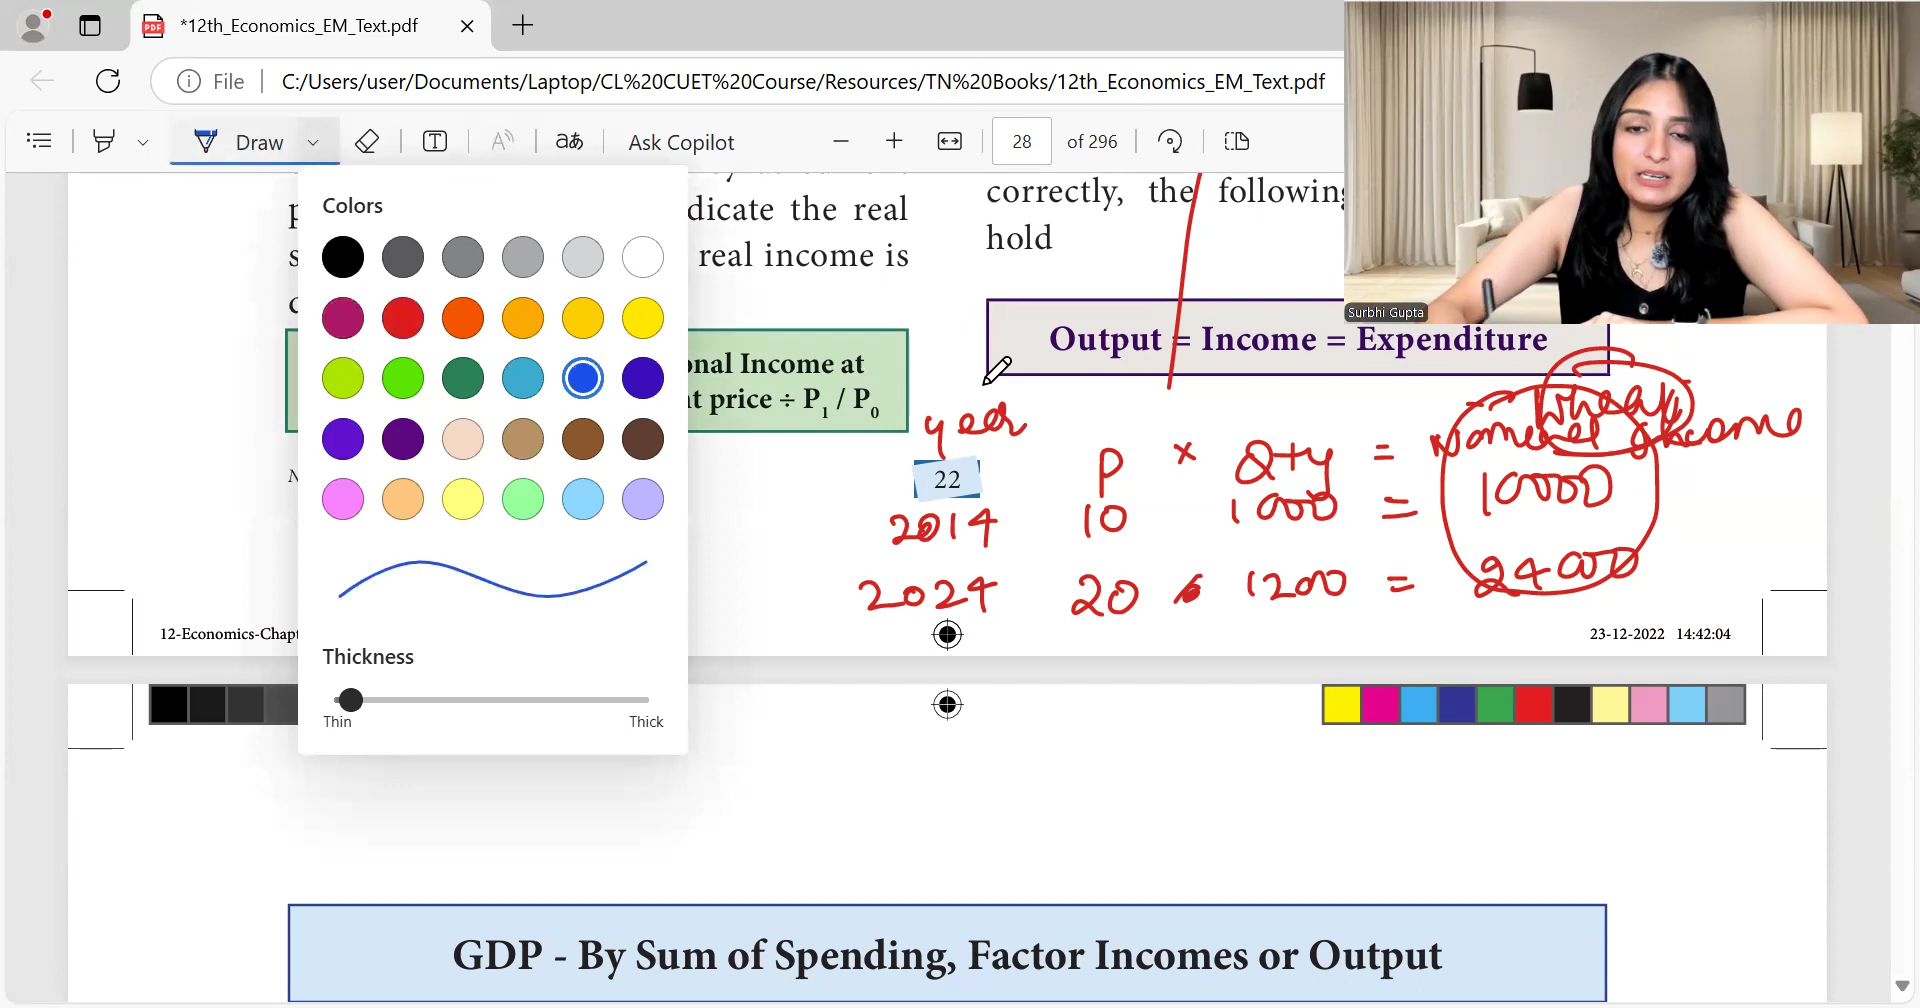 *12th_Economics_EM_Text.pdf
File
C:/Users/user/Documents/Laptop/CL%20CUET%20Course/Resources/TN%20Books/12th_Economics_EM_Text.pdf
Draw
Ask Copilot
28 of 296
Surbhi Gupta
Colors
Thickness
Thin Thick
p dicate the real
s real income is
onal Income at
t price ÷ P1 / P0
correctly, the following
hold
Output = Income = Expenditure
wheat
year P × Qty = Nominal Income
22
2014 10 1000 = 10000
2024 20 1200 = 24000
12-Economics-Chapt
23-12-2022 14:42:04
GDP - By Sum of Spending, Factor Incomes or Output